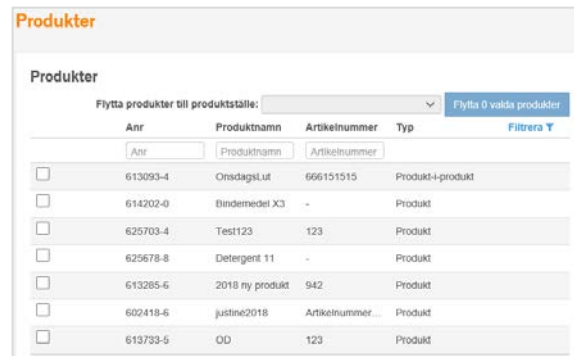 Produkter
Produkter
Flytta produkter till produktställe: Flytta 0 valda produkter
Anr Produktnamn Artikelnummer Typ Filtrera
Anr Produktnamn Artikelnummer
613093-4 OnsdagsLut 666151515 Produkt-i-produkt
614202-0 Bindemedel X3 - Produkt
625703-4 Test123 123 Produkt
625678-8 Detergent 11 - Produkt
613285-6 2018 ny produkt 942 Produkt
602418-6 justine2018 Artikelnummer... Produkt
613733-5 OD 123 Produkt